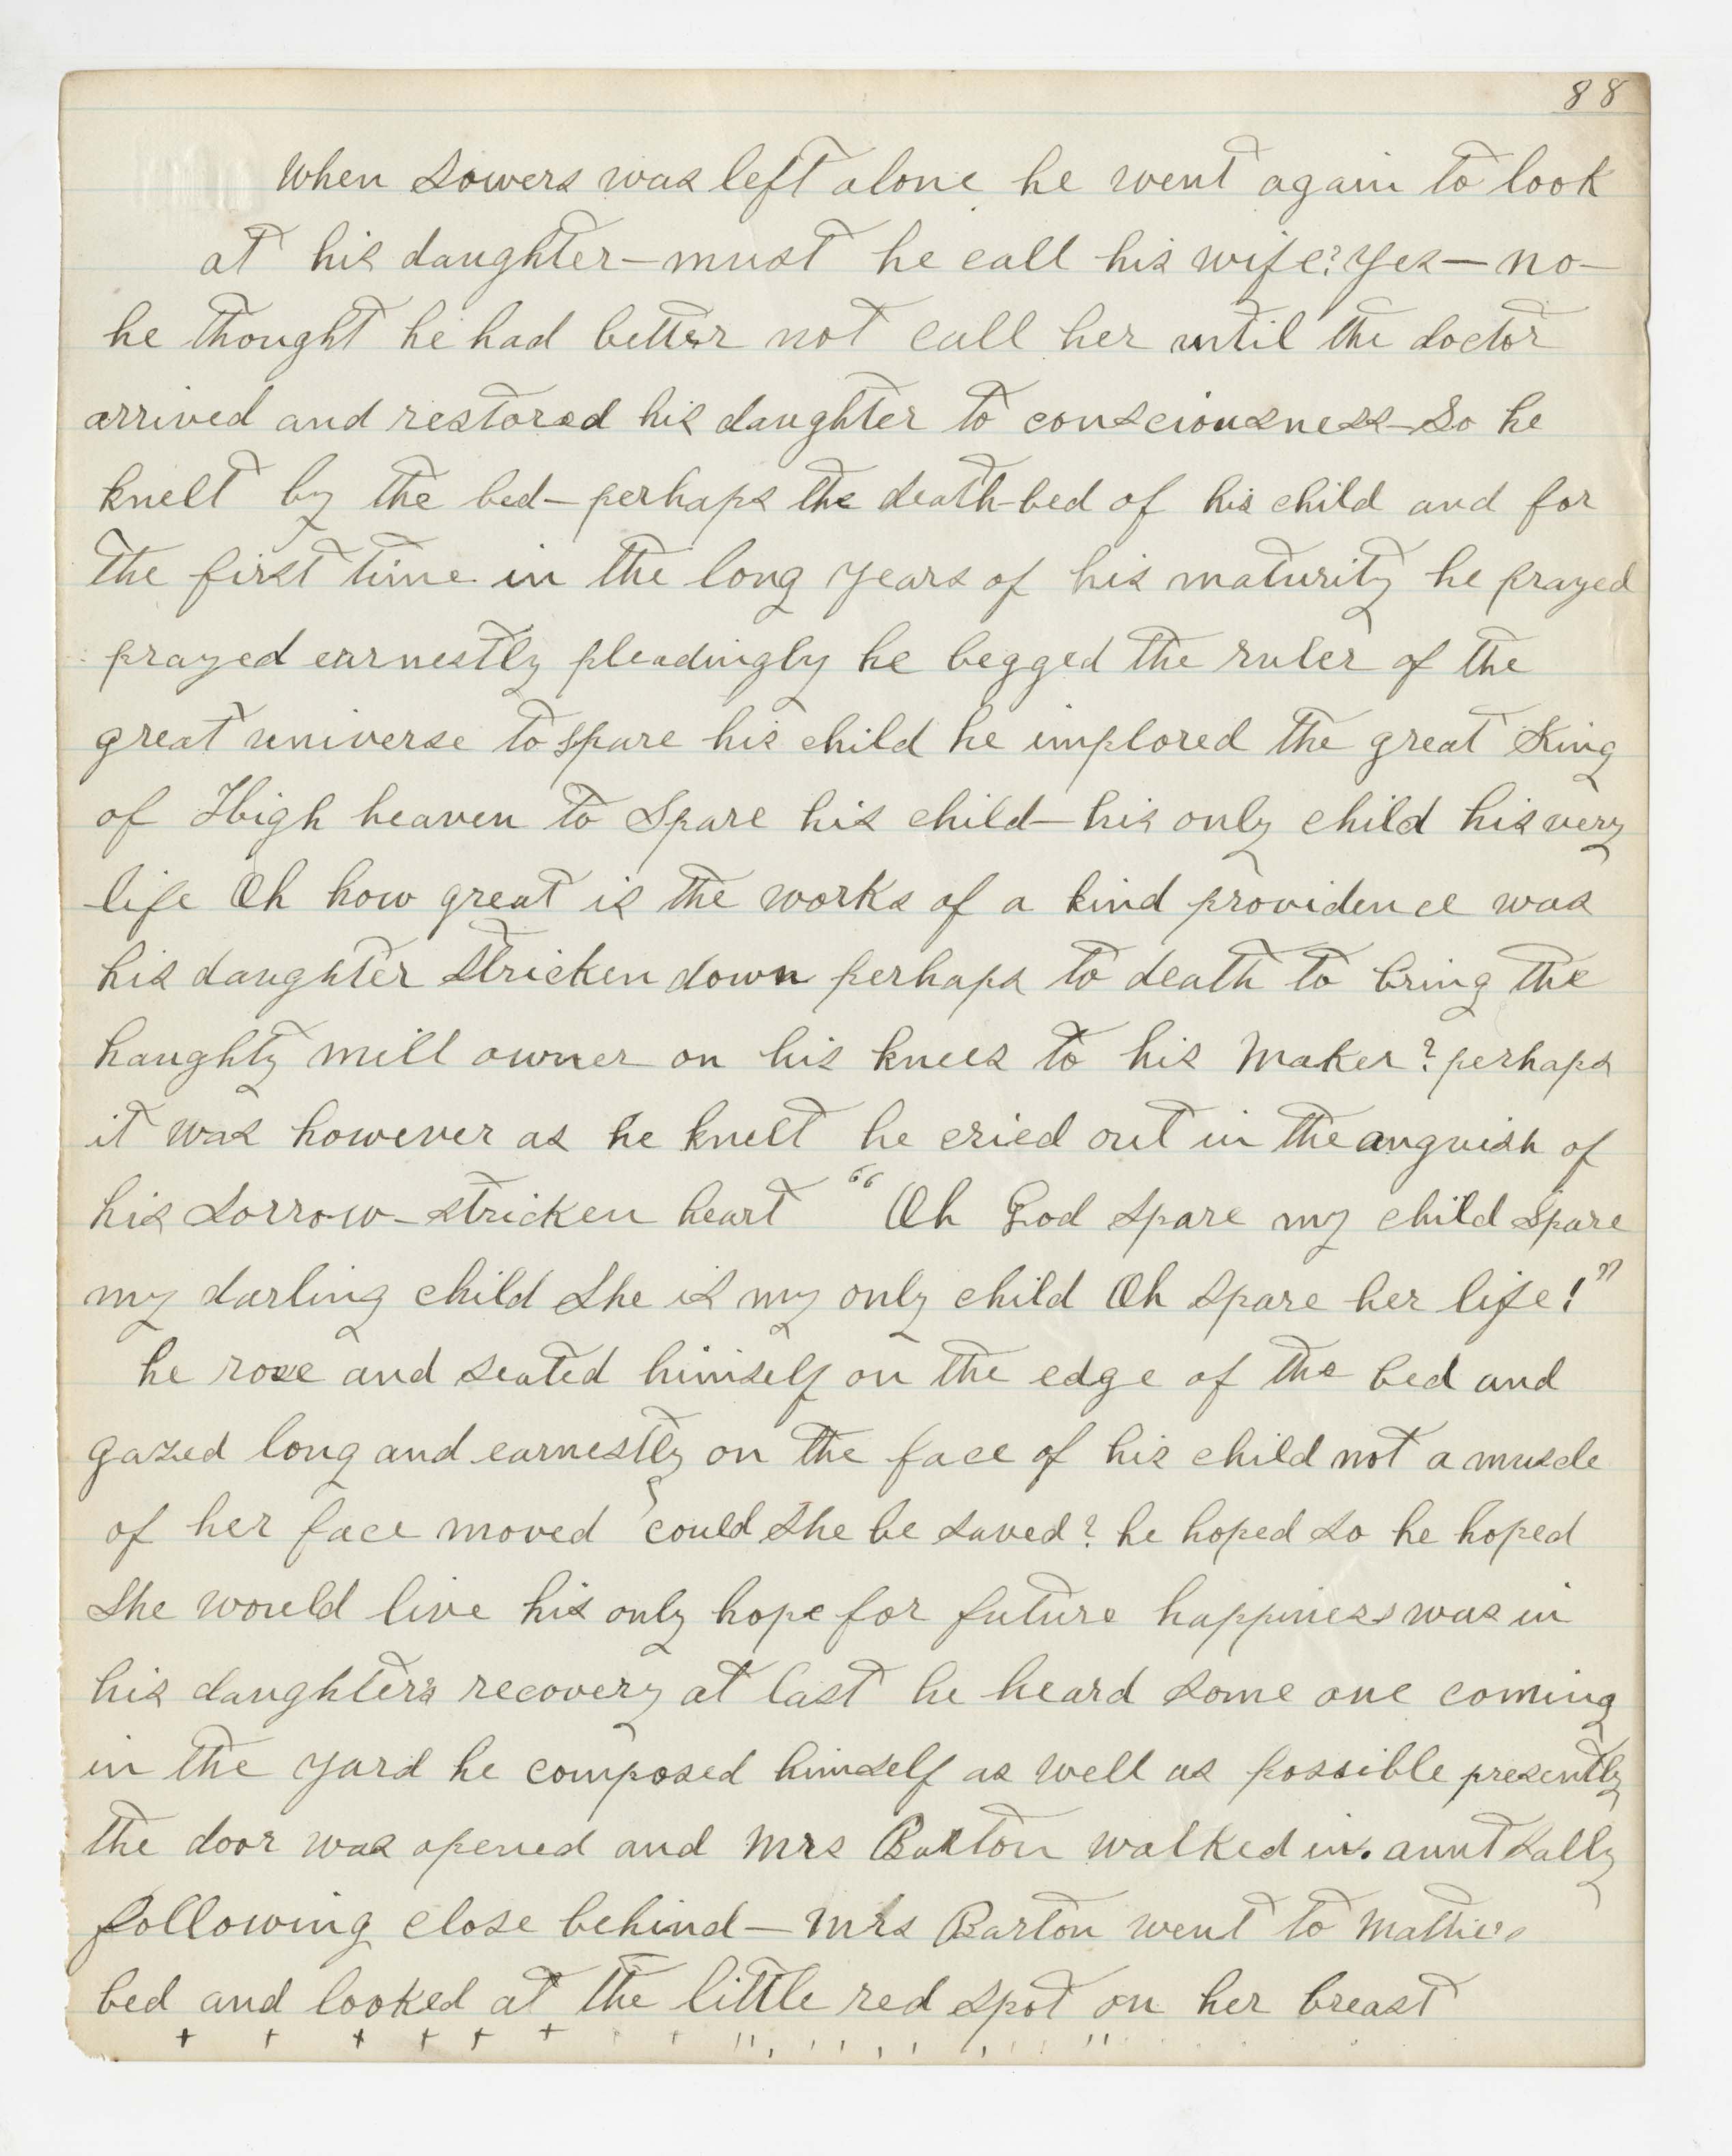 88
When Sowers was left alone he went again to look
at his daughter—must he call his wife? Yes—no—
he thought he had better not call her until the doctor
arrived and restored his daughter to consciousness—So he
knelt by the bed—perhaps the death-bed of his child and for
The first time in the long years of his maturity he prayed
prayed earnestly pleadingly he begged the ruler of the
great universe to spare his child he implored the great King
of High heaven to Spare his child—his only child his very
life Oh how great is the works of a kind providence was
his daughter stricken down perhaps to death to bring the
haughty mill owner on his knees to his Maker? perhaps
it was however as he knelt he cried out in the anguish of
his sorrow-stricken heart "Oh God spare my child Spare
my darling child She is my only child Oh spare her life!"
he rose and seated himself on the edge of the bed and
gazed long and earnestly on the face of his child not a muscle
of her face moved could She be saved? he hoped so he hoped
She would live his only hope for future happiness was in
his daughter's recovery at last he heard some one coming
in the yard he composed himself as well as possible presently
the door was opened and Mrs Barton walked in. aunt Sally
following close behind—Mrs Barton went to Mattie's
bed and looked at the little red spot on her breast